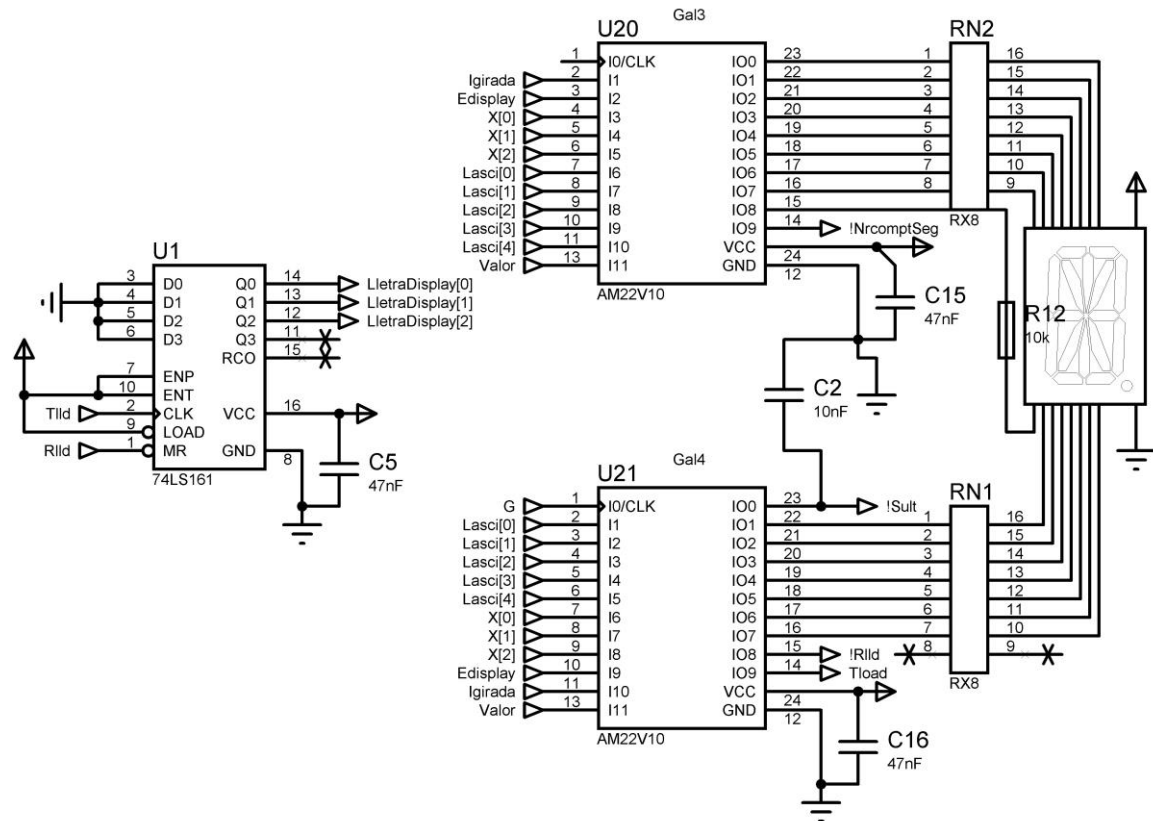 Gal3
U20
1 I0/CLK IO0 23
Igirada 2 I1 IO1 22
Edisplay 3 I2 IO2 21
X[0] 4 I3 IO3 20
X[1] 5 I4 IO4 19
X[2] 6 I5 IO5 18
Lasci[0] 7 I6 IO6 17
Lasci[1] 8 I7 IO7 16
Lasci[2] 9 I8 IO8 15
Lasci[3] 10 I9 IO9 14 !NrcomptSeg
Lasci[4] 11 I10 VCC
Valor 13 I11 GND 24
12
AM22V10
RN2
1 16
2 15
3 14
4 13
5 12
6 11
7 10
8 9
RX8
C15
47nF
R12
10k
C2
10nF
U1
3 D0 Q0 14 LletraDisplay[0]
4 D1 Q1 13 LletraDisplay[1]
5 D2 Q2 12 LletraDisplay[2]
6 D3 Q3 11
RCO 15
7 ENP
10 ENT
Tlld 2 CLK VCC 16
9 LOAD
Rlld 1 MR GND 8
74LS161
C5
47nF
U21
Gal4
G 1 I0/CLK IO0 23 !Sult
Lasci[0] 2 I1 IO1 22
Lasci[1] 3 I2 IO2 21
Lasci[2] 4 I3 IO3 20
Lasci[3] 5 I4 IO4 19
Lasci[4] 6 I5 IO5 18
X[0] 7 I6 IO6 17
X[1] 8 I7 IO7 16
X[2] 9 I8 IO8 15 !Rlld
Edisplay 10 I9 IO9 14 Tload
Igirada 11 I10 VCC
Valor 13 I11 GND 24
12
AM22V10
RN1
1 16
2 15
3 14
4 13
5 12
6 11
7 10
8 9
RX8
C16
47nF